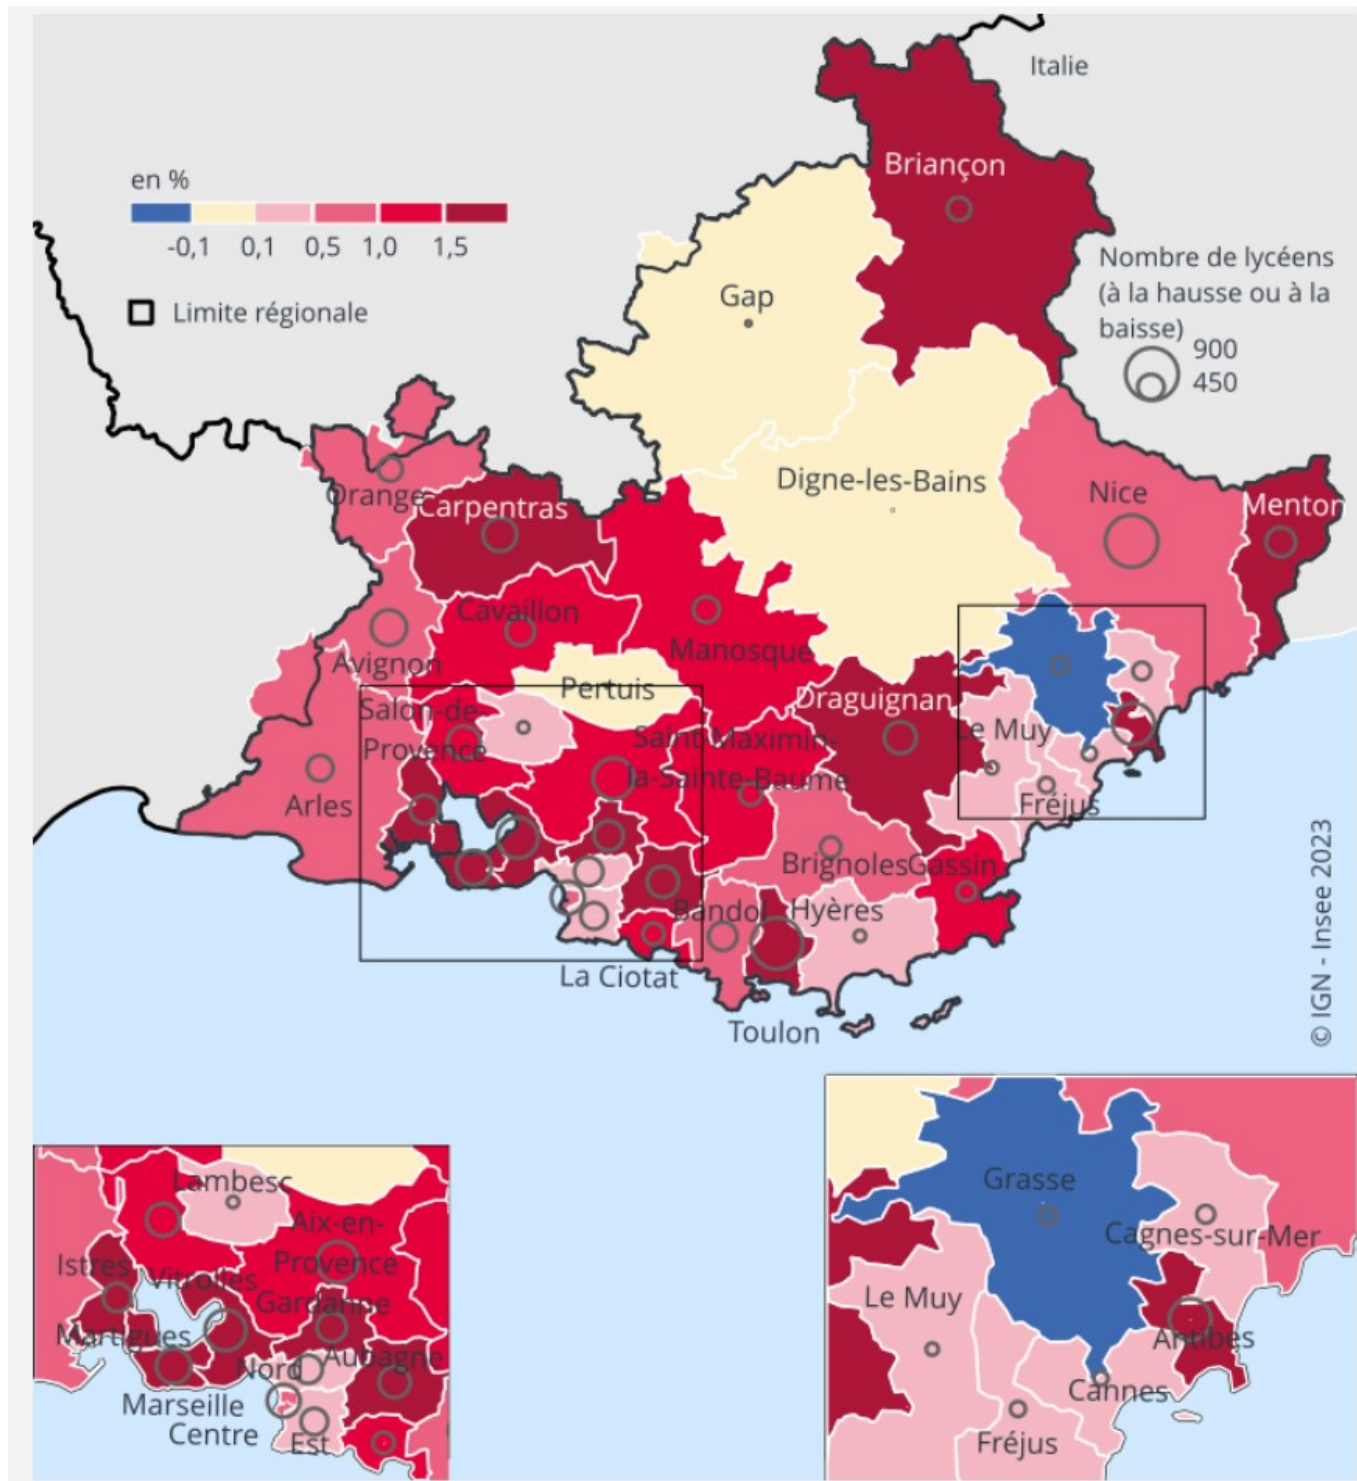 Italie
Briançon
en %
-0,1 0,1 0,5 1,0 1,5
Limite régionale
Nombre de lycéens
(à la hausse ou à la
baisse)
900
450
Gap
Digne-les-Bains
Nice
Menton
Orange
Carpentras
Cavaillon
Avignon
Manosque
Pertuis
Draguignan
Salon-de-
Provence
Saint-Maximin-
la-Sainte-Baume
Le Muy
Arles
Fréjus
Brignoles
Gassin
Bandol
Hyères
La Ciotat
Toulon
© IGN - Insee 2023
Lambesc
Aix-en-
Provence
Istres
Vitrolles
Gardanne
Martigues
Nord
Aubagne
Marseille
Centre
Est
Grasse
Cagnes-sur-Mer
Le Muy
Antibes
Cannes
Fréjus